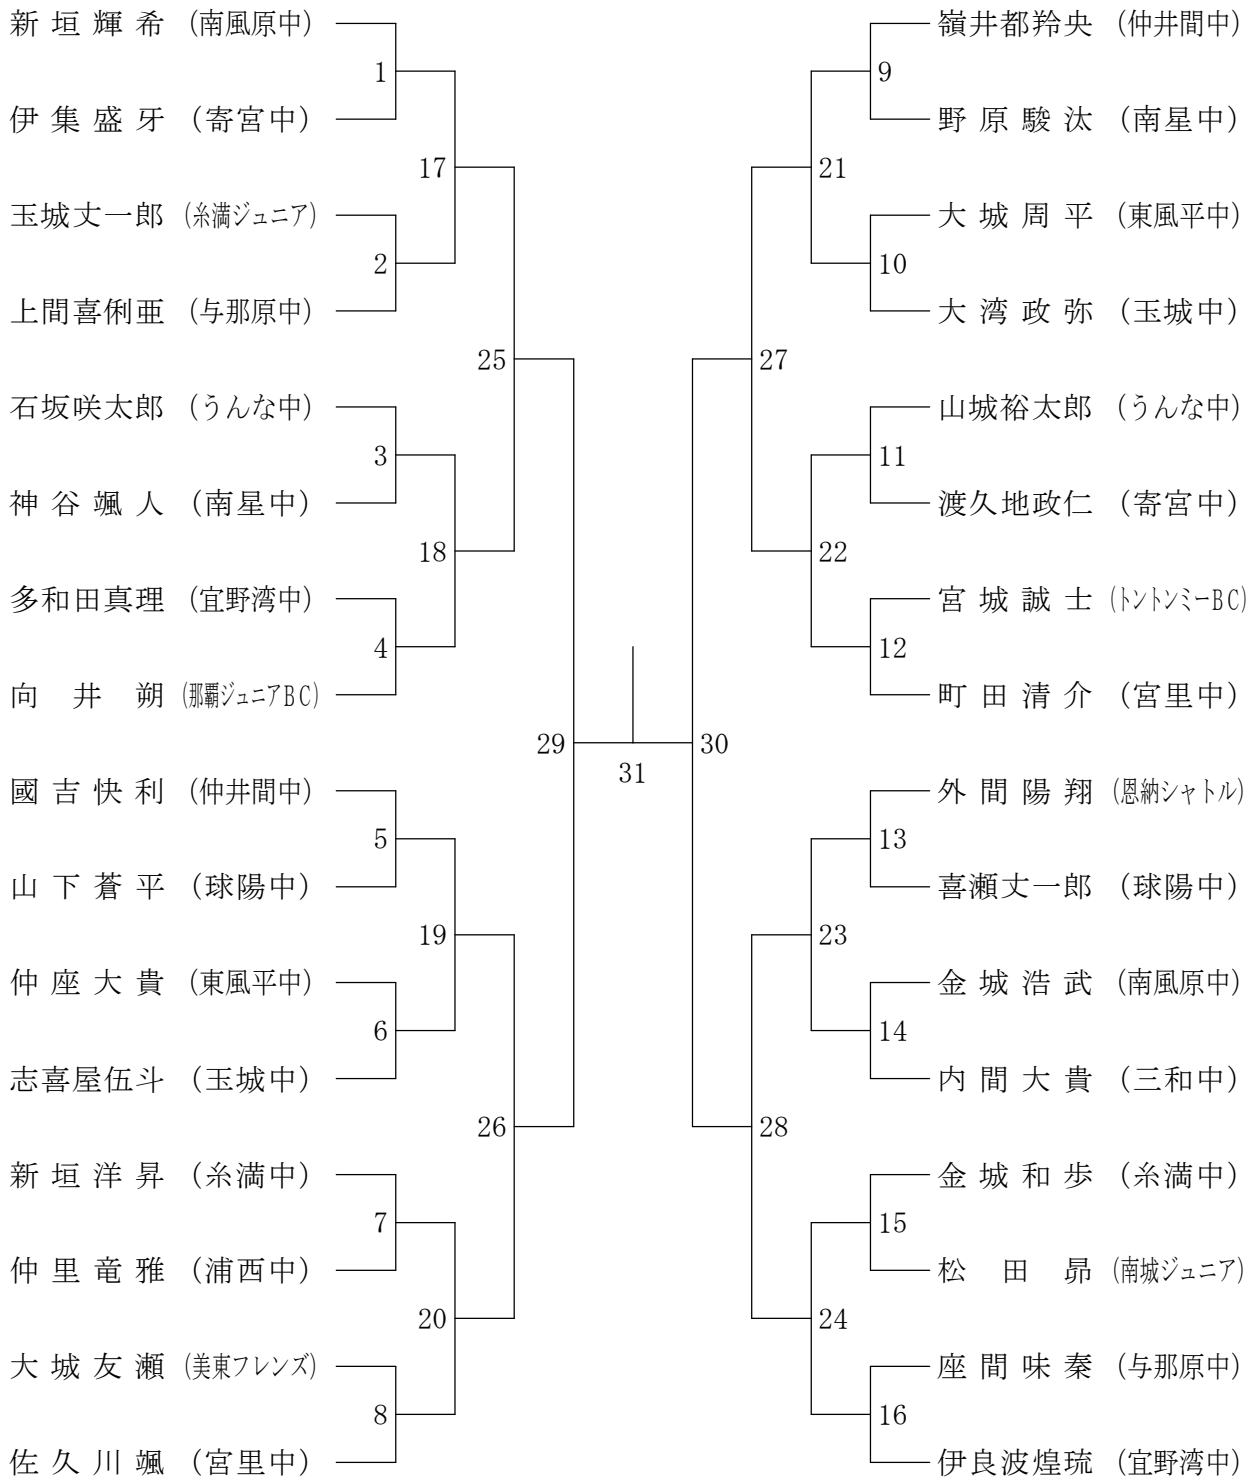 新垣輝希 (南風原中)
1
伊集盛牙 (寄宮中)
17
玉城丈一郎 (糸満ジュニア)
2
上間喜俐亜 (与那原中)
25
石坂咲太郎 (うんな中)
3
神谷颯人 (南星中)
18
多和田真理 (宜野湾中)
4
向井朔 (那覇ジュニアBC)
29
國吉快利 (仲井間中)
5
山下蒼平 (球陽中)
19
仲座大貴 (東風平中)
6
志喜屋伍斗 (玉城中)
26
新垣洋昇 (糸満中)
7
仲里竜雅 (浦西中)
20
大城友瀬 (美東フレンズ)
8
佐久川颯 (宮里中)
31
嶺井都羚央 (仲井間中)
9
野原駿汰 (南星中)
21
大城周平 (東風平中)
10
大湾政弥 (玉城中)
27
山城裕太郎 (うんな中)
11
渡久地政仁 (寄宮中)
22
宮城誠士 (トントンミーBC)
12
町田清介 (宮里中)
30
外間陽翔 (恩納シャトル)
13
喜瀬丈一郎 (球陽中)
23
金城浩武 (南風原中)
14
内間大貴 (三和中)
28
金城和歩 (糸満中)
15
松田昴 (南城ジュニア)
24
座間味秦 (与那原中)
16
伊良波煌琉 (宜野湾中)